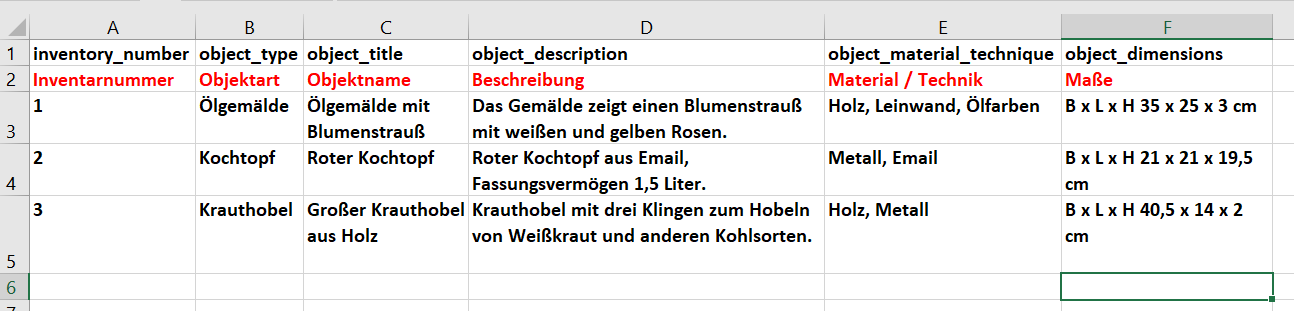 A B C D E F
1 inventory_number object_type object_title object_description object_material_technique object_dimensions
2 Inventarnummer Objektart Objektname Beschreibung Material / Technik Maße
1 Ölgemälde Ölgemälde mit Das Gemälde zeigt einen Blumenstrauß Holz, Leinwand, Ölfarben B x L x H 35 x 25 x 3 cm
3 Blumenstrauß mit weißen und gelben Rosen.
2 Kochtopf Roter Kochtopf Roter Kochtopf aus Email, Metall, Email B x L x H 21 x 21 x 19,5
4 Fassungsvermögen 1,5 Liter. cm
3 Krauthobel Großer Krauthobel Krauthobel mit drei Klingen zum Hobeln Holz, Metall B x L x H 40,5 x 14 x 2
aus Holz von Weißkraut und anderen Kohlsorten. cm
5
6